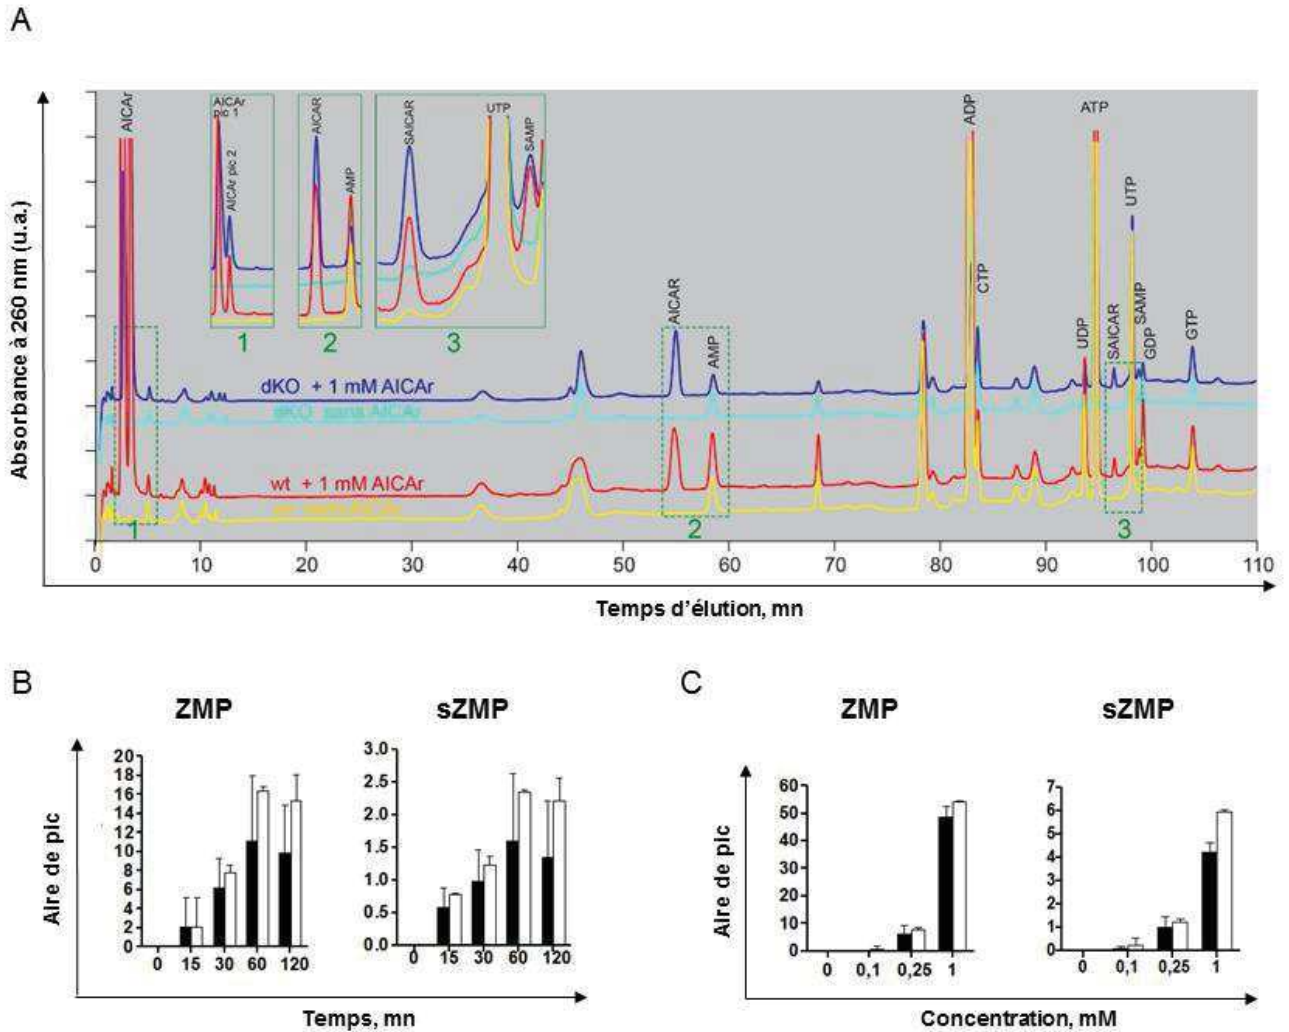 A
Absorbance à 260 nm (u.a.)
AICAr
AICAr
pic 1
AICAr pic 2
1
AICAR
AMP
2
SAICAR
UTP
SAMP
3
AICAR
AMP
ADP
CTP
UDP
ATP
SAICAR
UTP
SAMP
GDP
GTP
dKO + 1 mM AICAr
dKO sans AICAr
wt + 1 mM AICAr
1
2
3
0 10 20 30 40 50 60 70 80 90 100 110
Temps d'élution, mn
B
ZMP
sZMP
Aire de pic
20
18
16
14
12
10
8
6
4
2
0
0 15 30 60 120
3.0
2.5
2.0
1.5
1.0
0.5
0.0
0 15 30 60 120
Temps, mn
C
ZMP
sZMP
Aire de pic
60
50
40
30
20
10
0
0 0,1 0,25 1
7
6
5
4
3
2
1
0
0 0,1 0,25 1
Concentration, mM